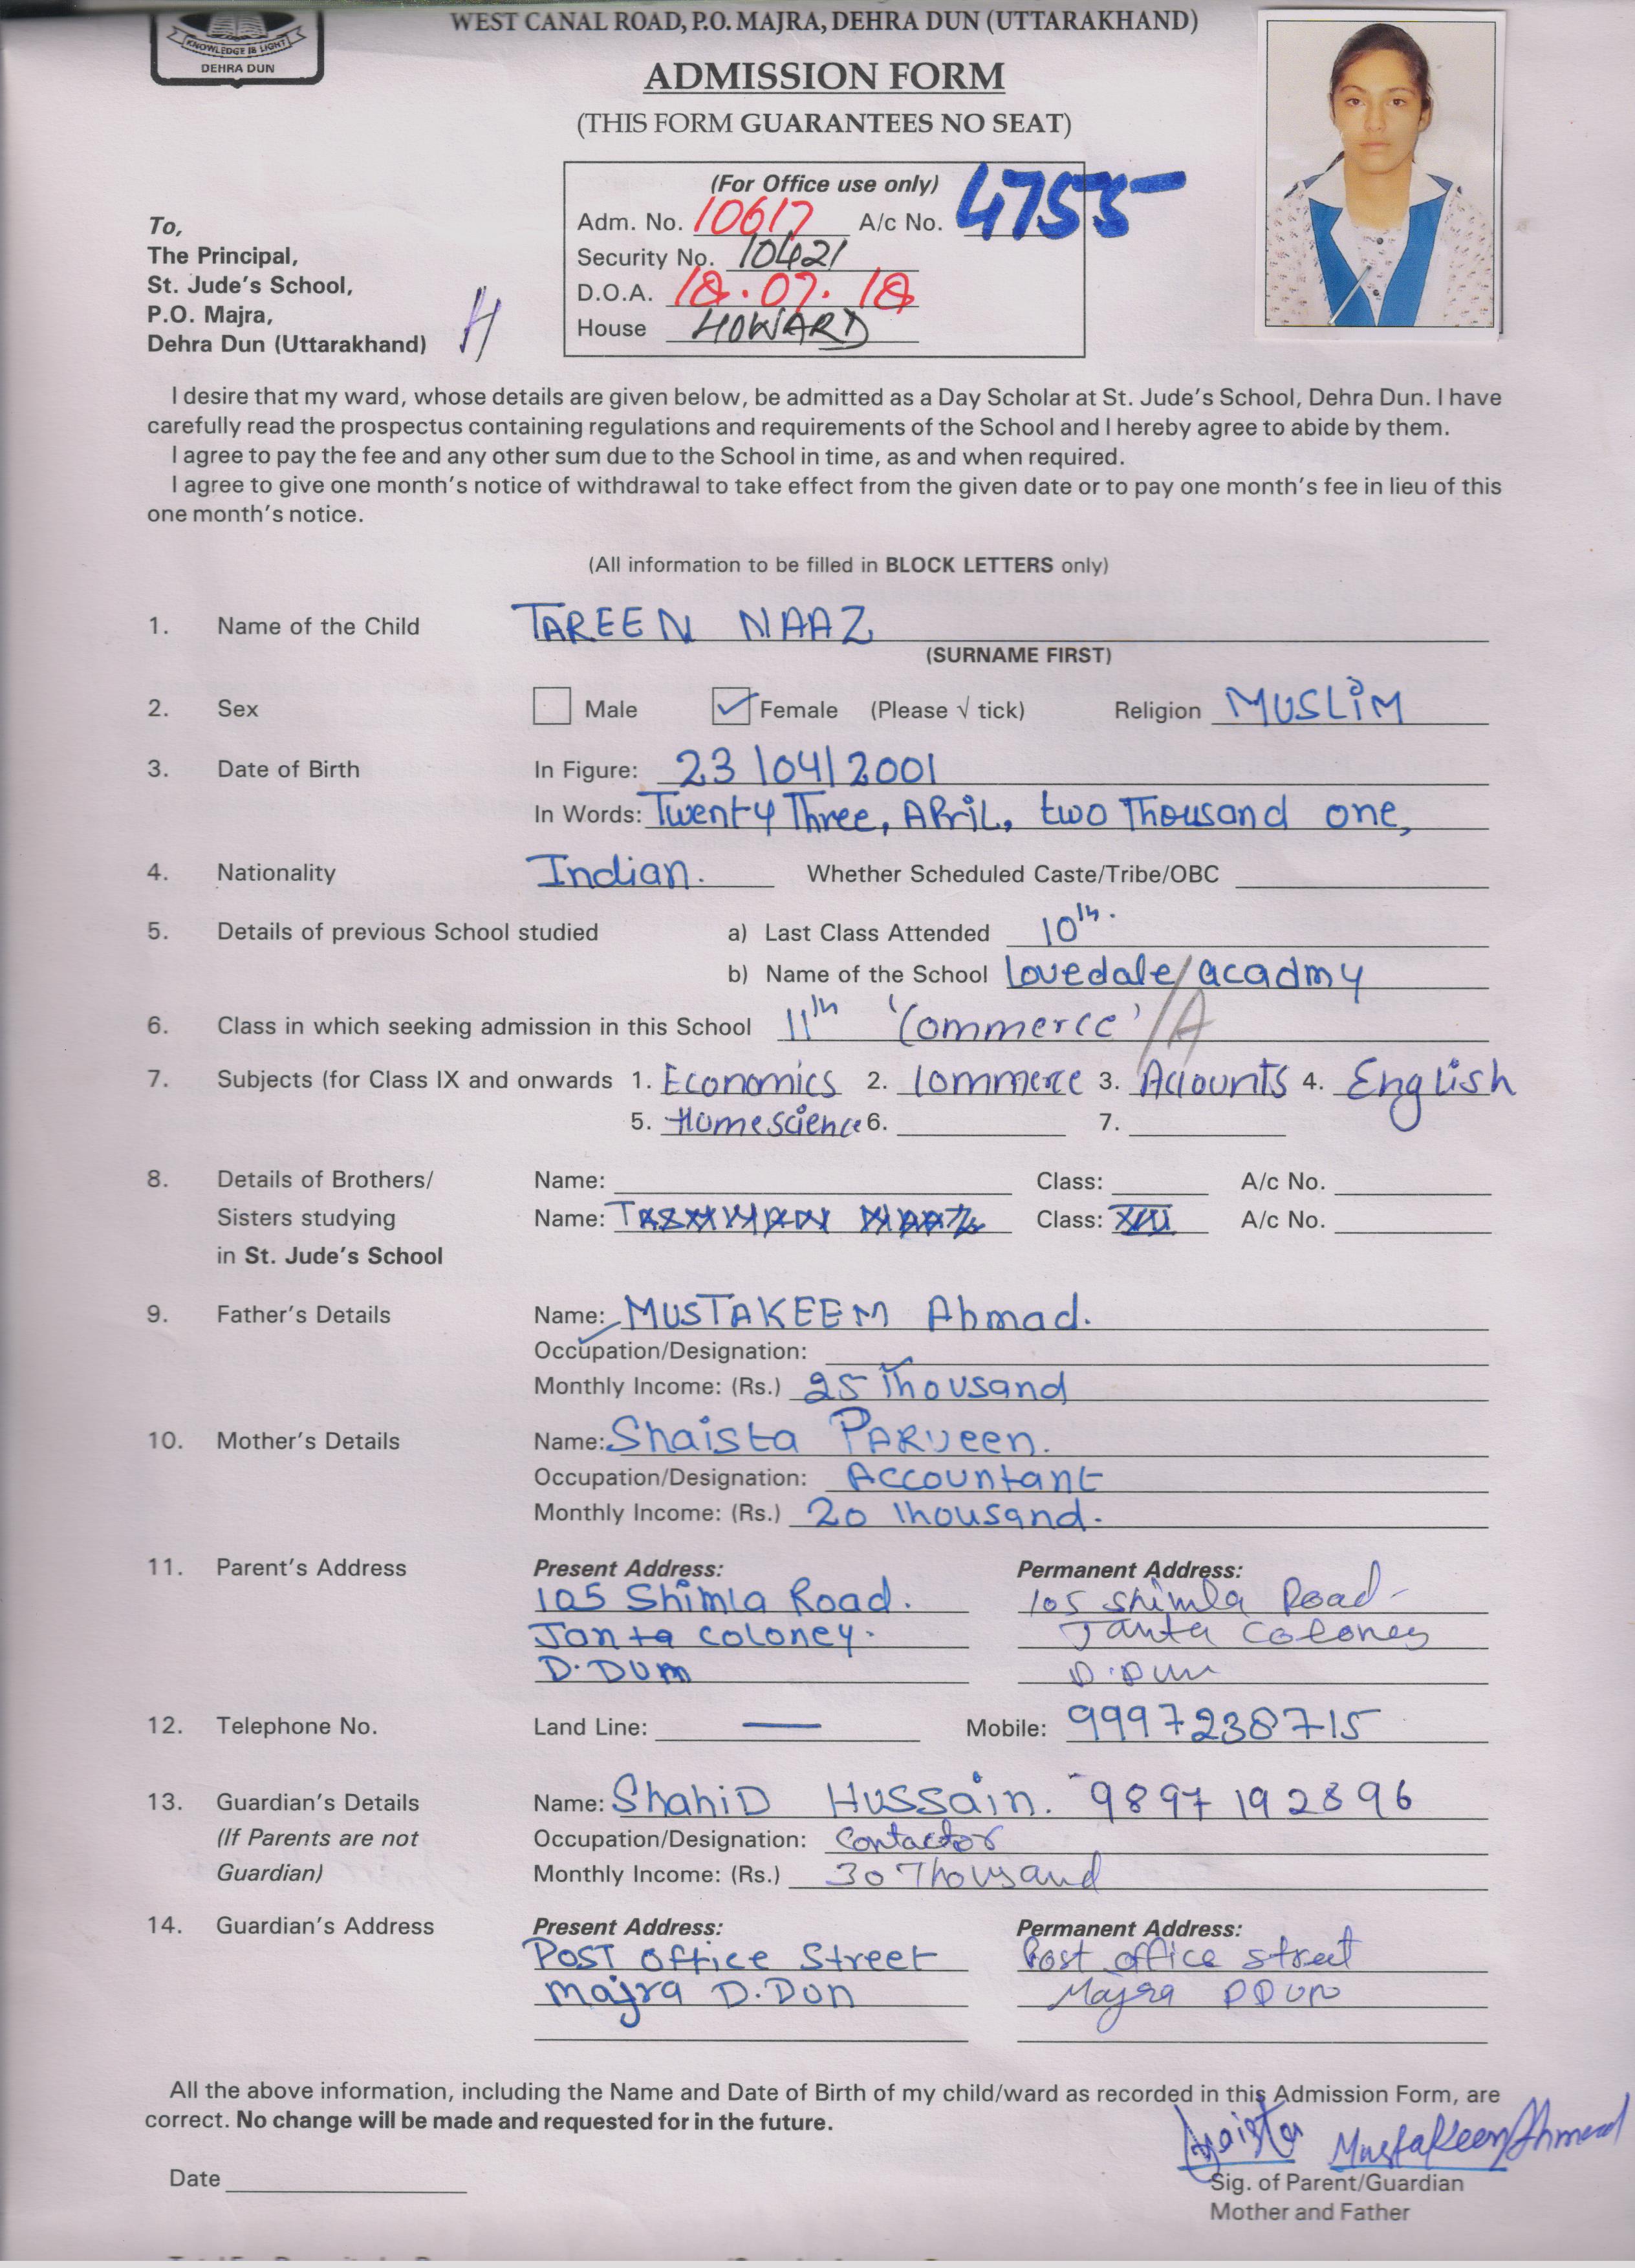 KNOWLEDGE IS LIGHT
DEHRA DUN
WEST CANAL ROAD, P.O. MAJRA, DEHRA DUN (UTTARAKHAND)
ADMISSION FORM
(THIS FORM GUARANTEES NO SEAT)
(For Office use only)
Adm. No. 10617 A/c No. 4755
Security No. 10421
D.O.A. 18.07.18
House HOWARD
To,
The Principal,
St. Jude's School,
P.O. Majra,
Dehra Dun (Uttarakhand)
H
I desire that my ward, whose details are given below, be admitted as a Day Scholar at St. Jude's School, Dehra Dun. I have
carefully read the prospectus containing regulations and requirements of the School and I hereby agree to abide by them.
I agree to pay the fee and any other sum due to the School in time, as and when required.
I agree to give one month's notice of withdrawal to take effect from the given date or to pay one month's fee in lieu of this
one month's notice.
(All information to be filled in BLOCK LETTERS only)
1. Name of the Child TAREEN NAAZ
(SURNAME FIRST)
2. Sex Male Female (Please √ tick) Religion MUSLiM
3. Date of Birth In Figure: 23/04/2001
In Words: Twenty Three, APriL, two Thousand one,
4. Nationality Indian. Whether Scheduled Caste/Tribe/OBC
5. Details of previous School studied a) Last Class Attended 10th.
b) Name of the School lovedale acadmy
6. Class in which seeking admission in this School 11th 'Commerce' /A
7. Subjects (for Class IX and onwards 1. Economics 2. Commerce 3. Accounts 4. English
5. Homescience 6. 7.
8. Details of Brothers/ Name: Class: A/c No.
Sisters studying Name: Class: A/c No.
in St. Jude's School
9. Father's Details Name: MUSTAKEEM Ahmad.
Occupation/Designation:
Monthly Income: (Rs.) 25 Thousand
10. Mother's Details Name: Shaista PARveen.
Occupation/Designation: Accountant
Monthly Income: (Rs.) 20 Thousand.
11. Parent's Address Present Address: Permanent Address:
105 Shimla Road. 105 shimla Road
Janta coloney. Janta coloney
D.DUM D.DUN
12. Telephone No. Land Line: — Mobile: 9997238715
13. Guardian's Details Name: ShahiD HUSSain. 9897192896
(If Parents are not Occupation/Designation: Contactor
Guardian) Monthly Income: (Rs.) 30 Thousand
14. Guardian's Address Present Address: Permanent Address:
POST Office Street Post office street
majra D.Dun Majra DDUN
All the above information, including the Name and Date of Birth of my child/ward as recorded in this Admission Form, are
correct. No change will be made and requested for in the future.
Shaista Mustakeem Ahmad
Date
Sig. of Parent/Guardian
Mother and Father